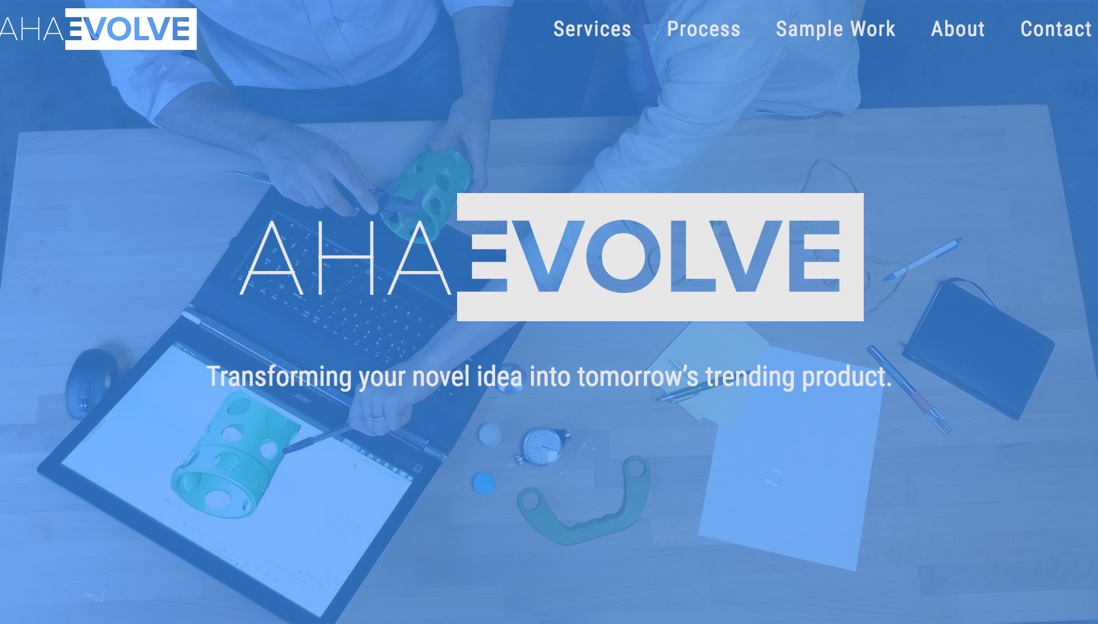 AHAEVOLVE
Services Process Sample Work About Contact
AHAEVOLVE
Transforming your novel idea into tomorrow's trending product.